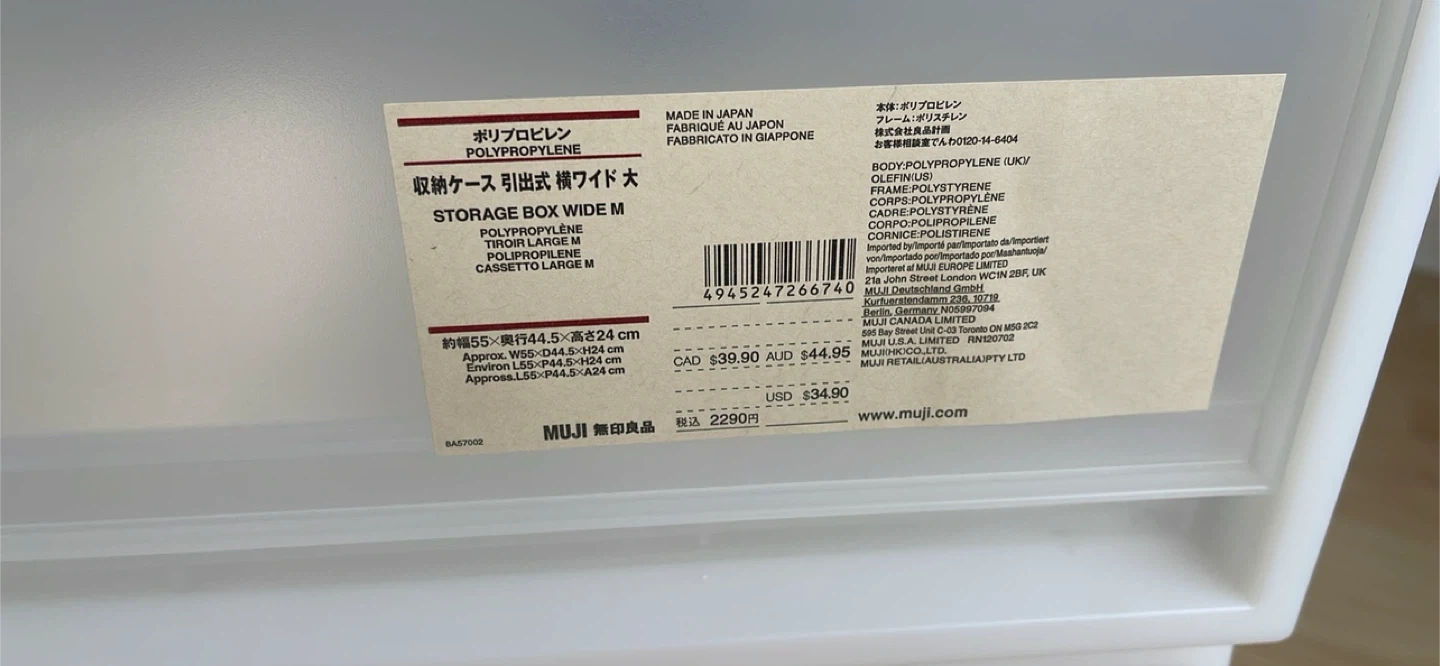 ポリプロピレン
POLYPROPYLENE
収納ケース 引出式 横ワイド 大
STORAGE BOX WIDE M
POLYPROPYLÈNE
TIROIR LARGE M
POLIPROPILENE
CASSETTO LARGE M
約幅55×奥行44.5×高さ24 cm
Approx. W55×D44.5×H24 cm
Environ L55×P44.5×H24 cm
Appross.L55×P44.5×A24 cm
BA57002
MUJI 無印良品
MADE IN JAPAN
FABRIQUÉ AU JAPON
FABBRICATO IN GIAPPONE
4945247266740
CAD $39.90 AUD $44.95
USD $34.90
税込 2290円
本体:ポリプロピレン
フレーム:ポリスチレン
株式会社良品計画
お客様相談室でんわ0120-14-6404
BODY:POLYPROPYLENE (UK)/
OLEFIN(US)
FRAME:POLYSTYRENE
CORPS:POLYPROPYLÈNE
CADRE:POLYSTYRÈNE
CORPO:POLIPROPILENE
CORNICE:POLISTIRENE
Imported by/Importé par/Importato da/Importiert
von/Importado por/Importado por/Maahantuoja/
Importeret af MUJI EUROPE LIMITED
21a John Street London WC1N 2BF, UK
MUJI Deutschland GmbH
Kurfuerstendamm 236, 10719
Berlin, Germany N05997094
MUJI CANADA LIMITED
595 Bay Street Unit C-03 Toronto ON M5G 2C2
MUJI U.S.A. LIMITED RN120702
MUJI(HK)CO.,LTD.
MUJI RETAIL(AUSTRALIA)PTY LTD
www.muji.com